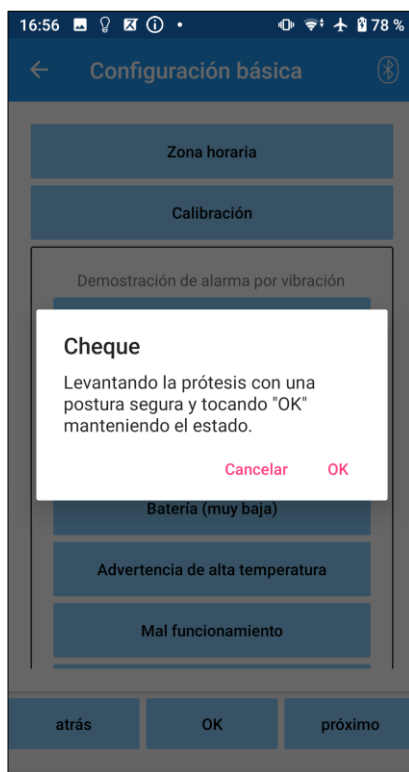 16:56
78 %
Configuración básica
Zona horaria
Calibración
Demostración de alarma por vibración
Cheque
Levantando la prótesis con una
postura segura y tocando "OK"
manteniendo el estado.
Cancelar OK
Batería (muy baja)
Advertencia de alta temperatura
Mal funcionamiento
atrás OK próximo